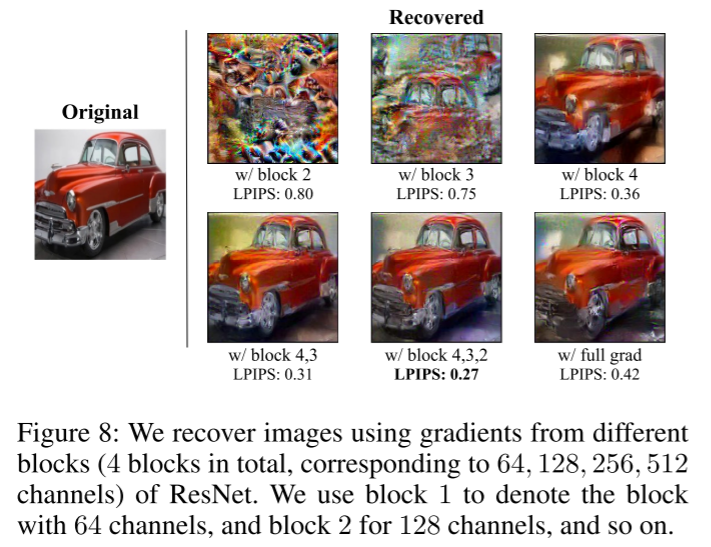 Recovered
Original
w/ block 2
LPIPS: 0.80
w/ block 3
LPIPS: 0.75
w/ block 4
LPIPS: 0.36
w/ block 4,3
LPIPS: 0.31
w/ block 4,3,2
LPIPS: 0.27
w/ full grad
LPIPS: 0.42
Figure 8: We recover images using gradients from different
blocks (4 blocks in total, corresponding to 64, 128, 256, 512
channels) of ResNet. We use block 1 to denote the block
with 64 channels, and block 2 for 128 channels, and so on.